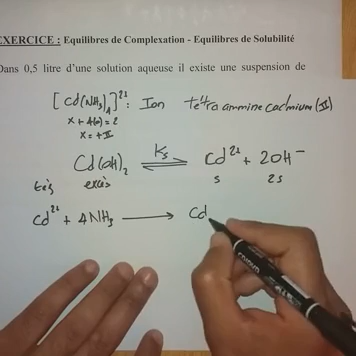 EXERCICE : Equilibres de Complexation - Equilibres de Solubilité
Dans 0,5 litre d'une solution aqueuse il existe une suspension de
[Cd(NH₃)₄]²⁺ : Ion tétra ammine cadmium (II)
x + 4(0) = 2
x = +II
Cd(OH)₂ ⇌ Ks Cd²⁺ + 2OH⁻
excès s 2s
Cd²⁺ + 4NH₃ ⟶ Cd